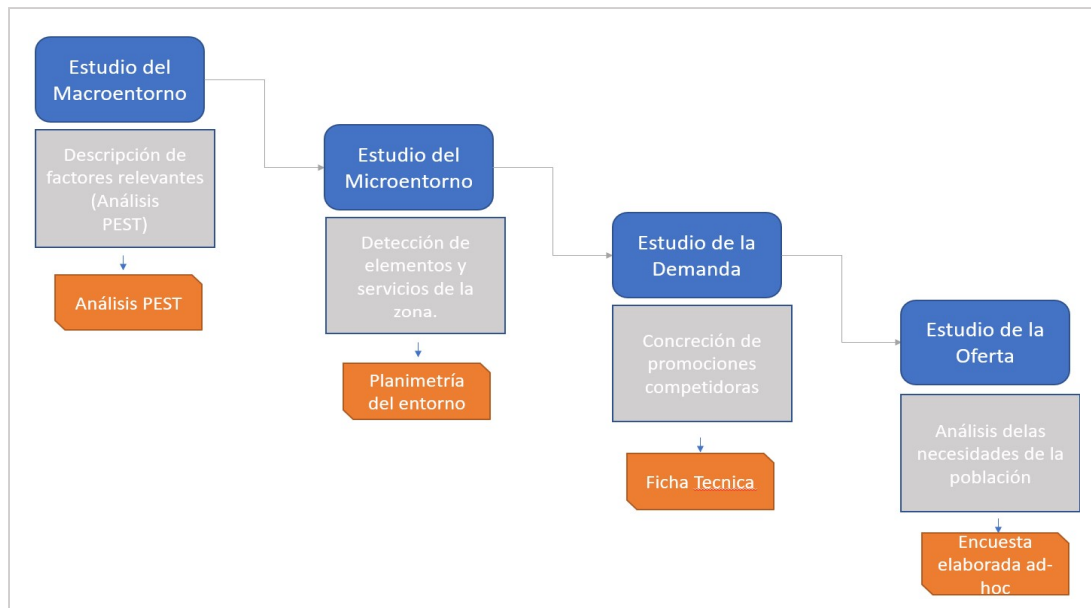 Estudio del
Macroentorno
Descripción de
factores relevantes
(Análisis
PEST)
Análisis PEST
Estudio del
Microentorno
Detección de
elementos y
servicios de la
zona.
Planimetría
del entorno
Estudio de la
Demanda
Concreción de
promociones
competidoras
Ficha Tecnica
Estudio de la
Oferta
Análisis delas
necesidades de la
población
Encuesta
elaborada ad-
hoc